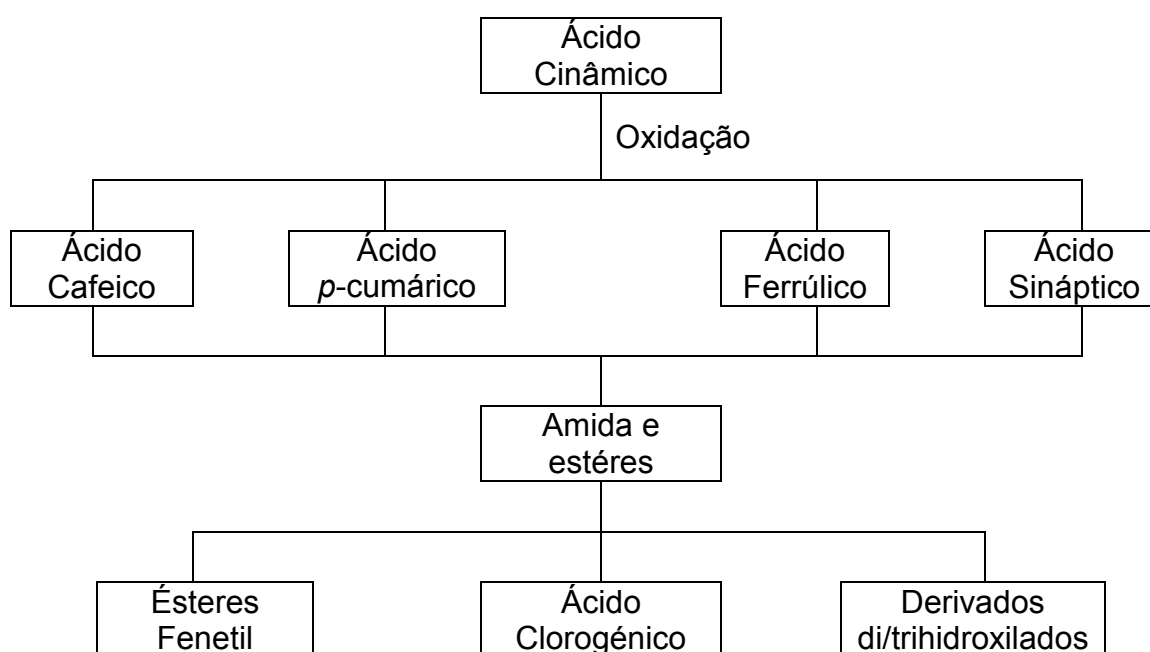 Ácido
Cinâmico
Oxidação
Ácido
Cafeico
Ácido
p-cumárico
Ácido
Ferrúlico
Ácido
Sináptico
Amida e
estéres
Ésteres
Fenetil
Ácido
Clorogénico
Derivados
di/trihidroxilados